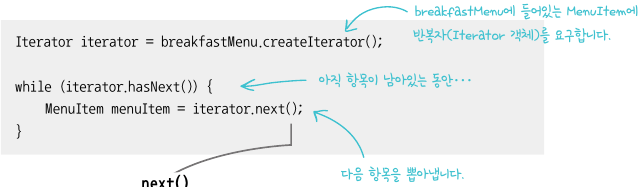 breakfastMenu에 들어있는 MenuItem에
반복자(Iterator 객체)를 요구합니다.
Iterator iterator = breakfastMenu.createIterator();
while (iterator.hasNext()) {
아직 항목이 남아있는 동안···
MenuItem menuItem = iterator.next();
}
다음 항목을 뽑아냅니다.
next()